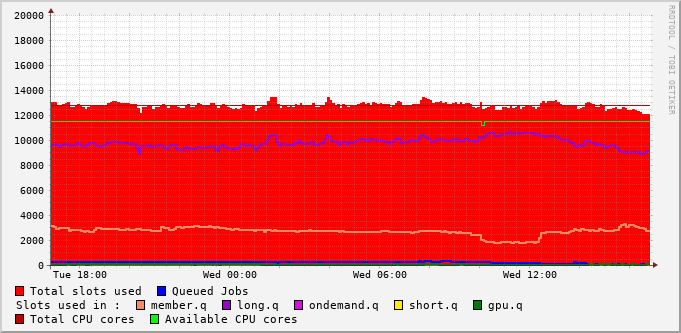 20000
18000
16000
14000
12000
10000
8000
6000
4000
2000
0
Tue 18:00 Wed 00:00 Wed 06:00 Wed 12:00
Total slots used Queued Jobs
Slots used in : member.q long.q ondemand.q short.q gpu.q
Total CPU cores Available CPU cores
RRDTOOL / TOBI OETIKER